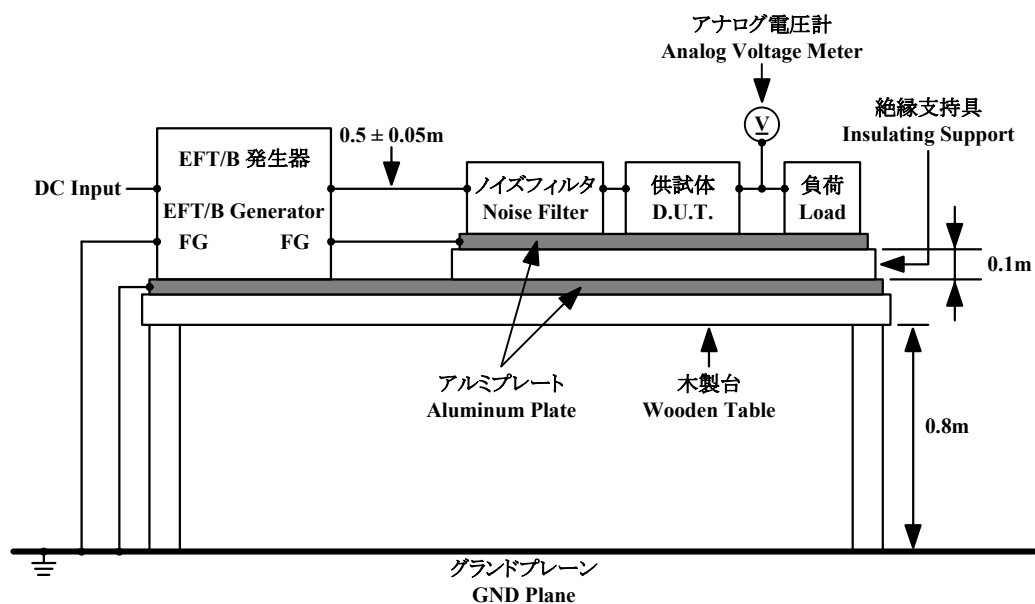 アナログ電圧計
Analog Voltage Meter
絶縁支持具
Insulating Support
0.5 ± 0.05m
V
EFT/B 発生器
DC Input
EFT/B Generator
FG
FG
ノイズフィルタ
Noise Filter
供試体
D.U.T.
負荷
Load
0.1m
アルミプレート
Aluminum Plate
木製台
Wooden Table
0.8m
グランドプレーン
GND Plane